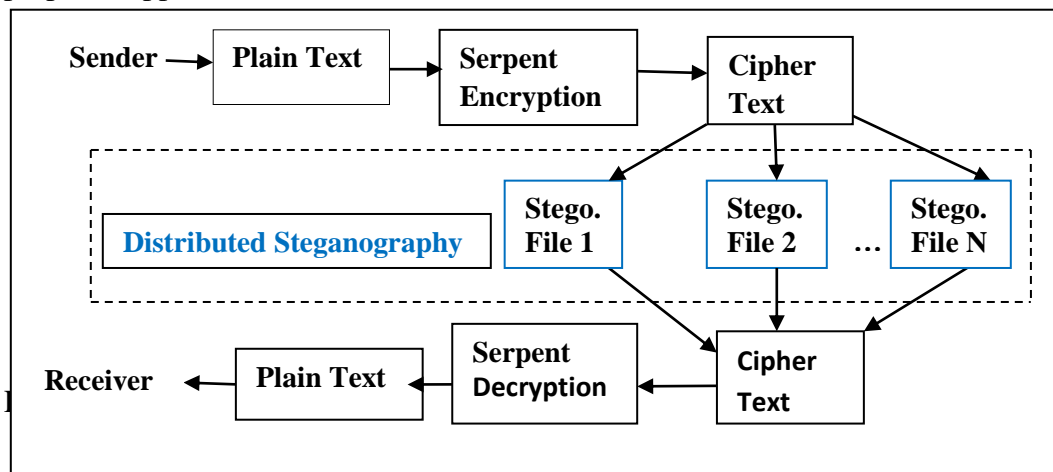 Sender
Plain Text
Serpent
Encryption
Cipher
Text
Distributed Steganography
Stego.
File 1
Stego.
File 2
...
Stego.
File N
Receiver
Plain Text
Serpent
Decryption
Cipher
Text